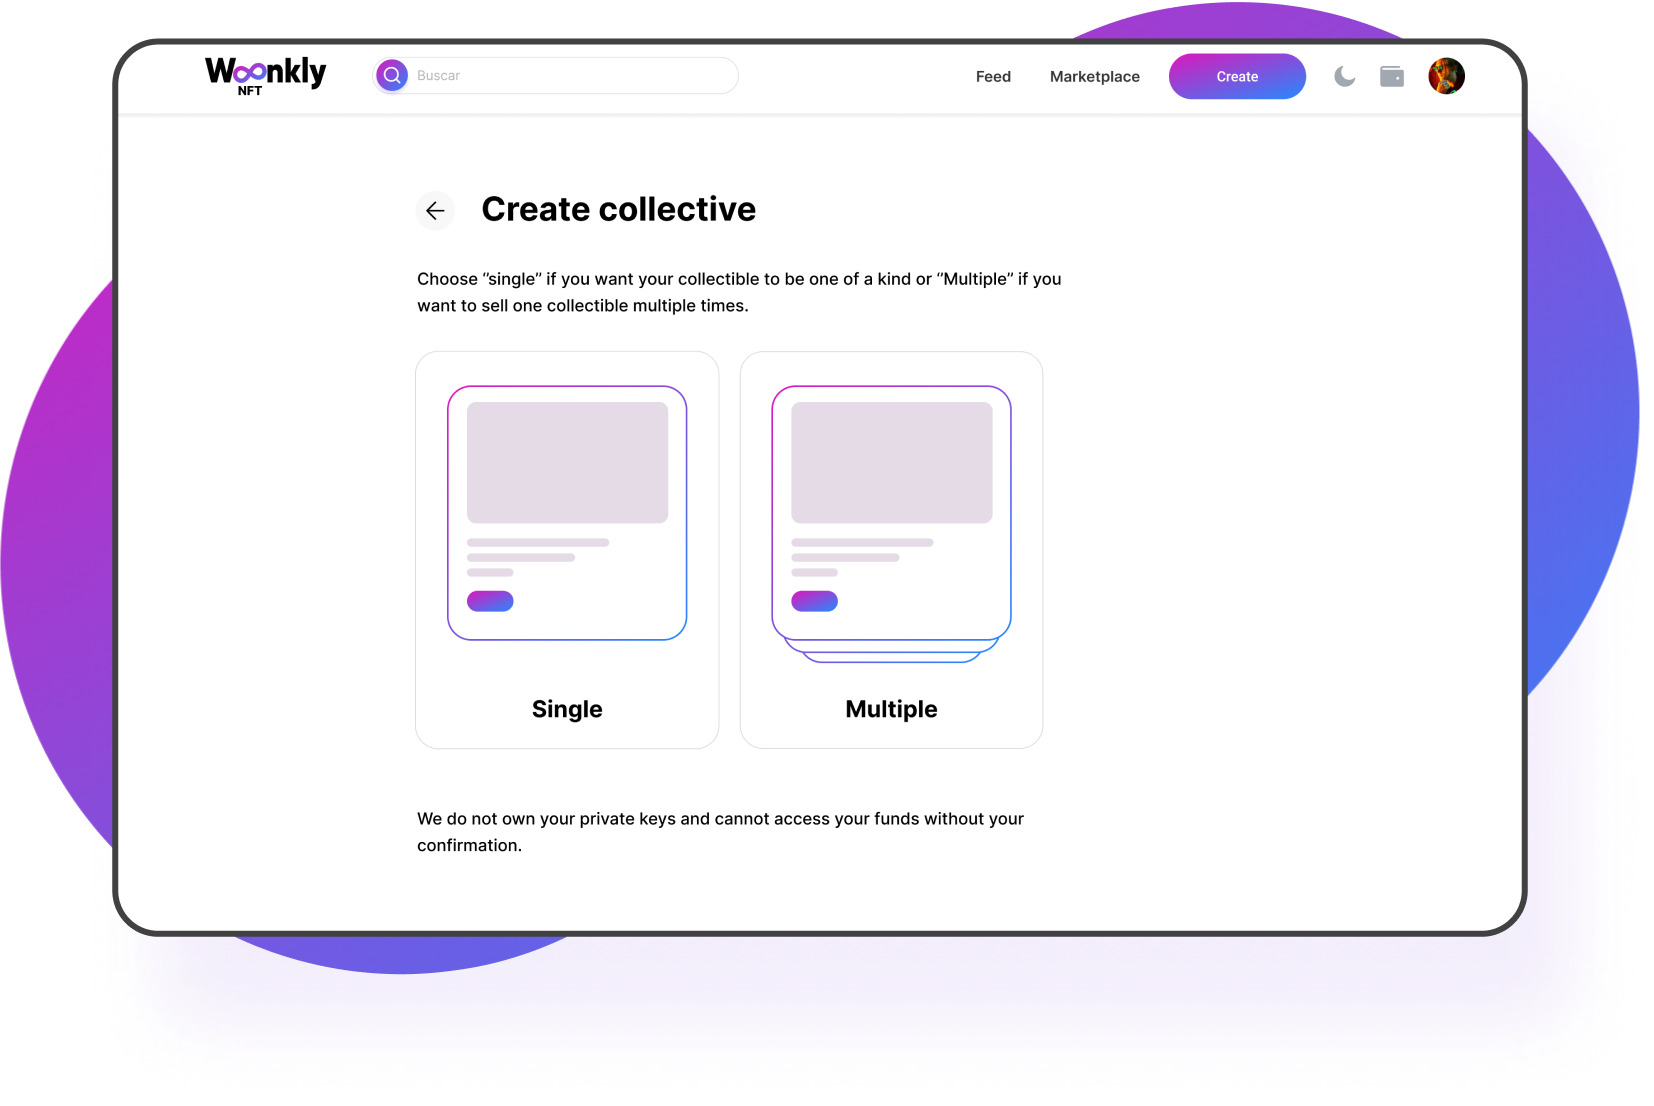 Woonkly
NFT
Buscar
Feed
Marketplace
Create
Create collective
Choose “single” if you want your collectible to be one of a kind or “Multiple” if you
want to sell one collectible multiple times.
Single
Multiple
We do not own your private keys and cannot access your funds without your
confirmation.